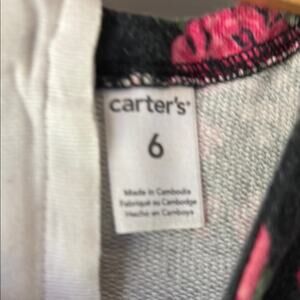 carter's
6
Made in Cambodia
Fabriqué au Cambodge
Hecho en Camboya